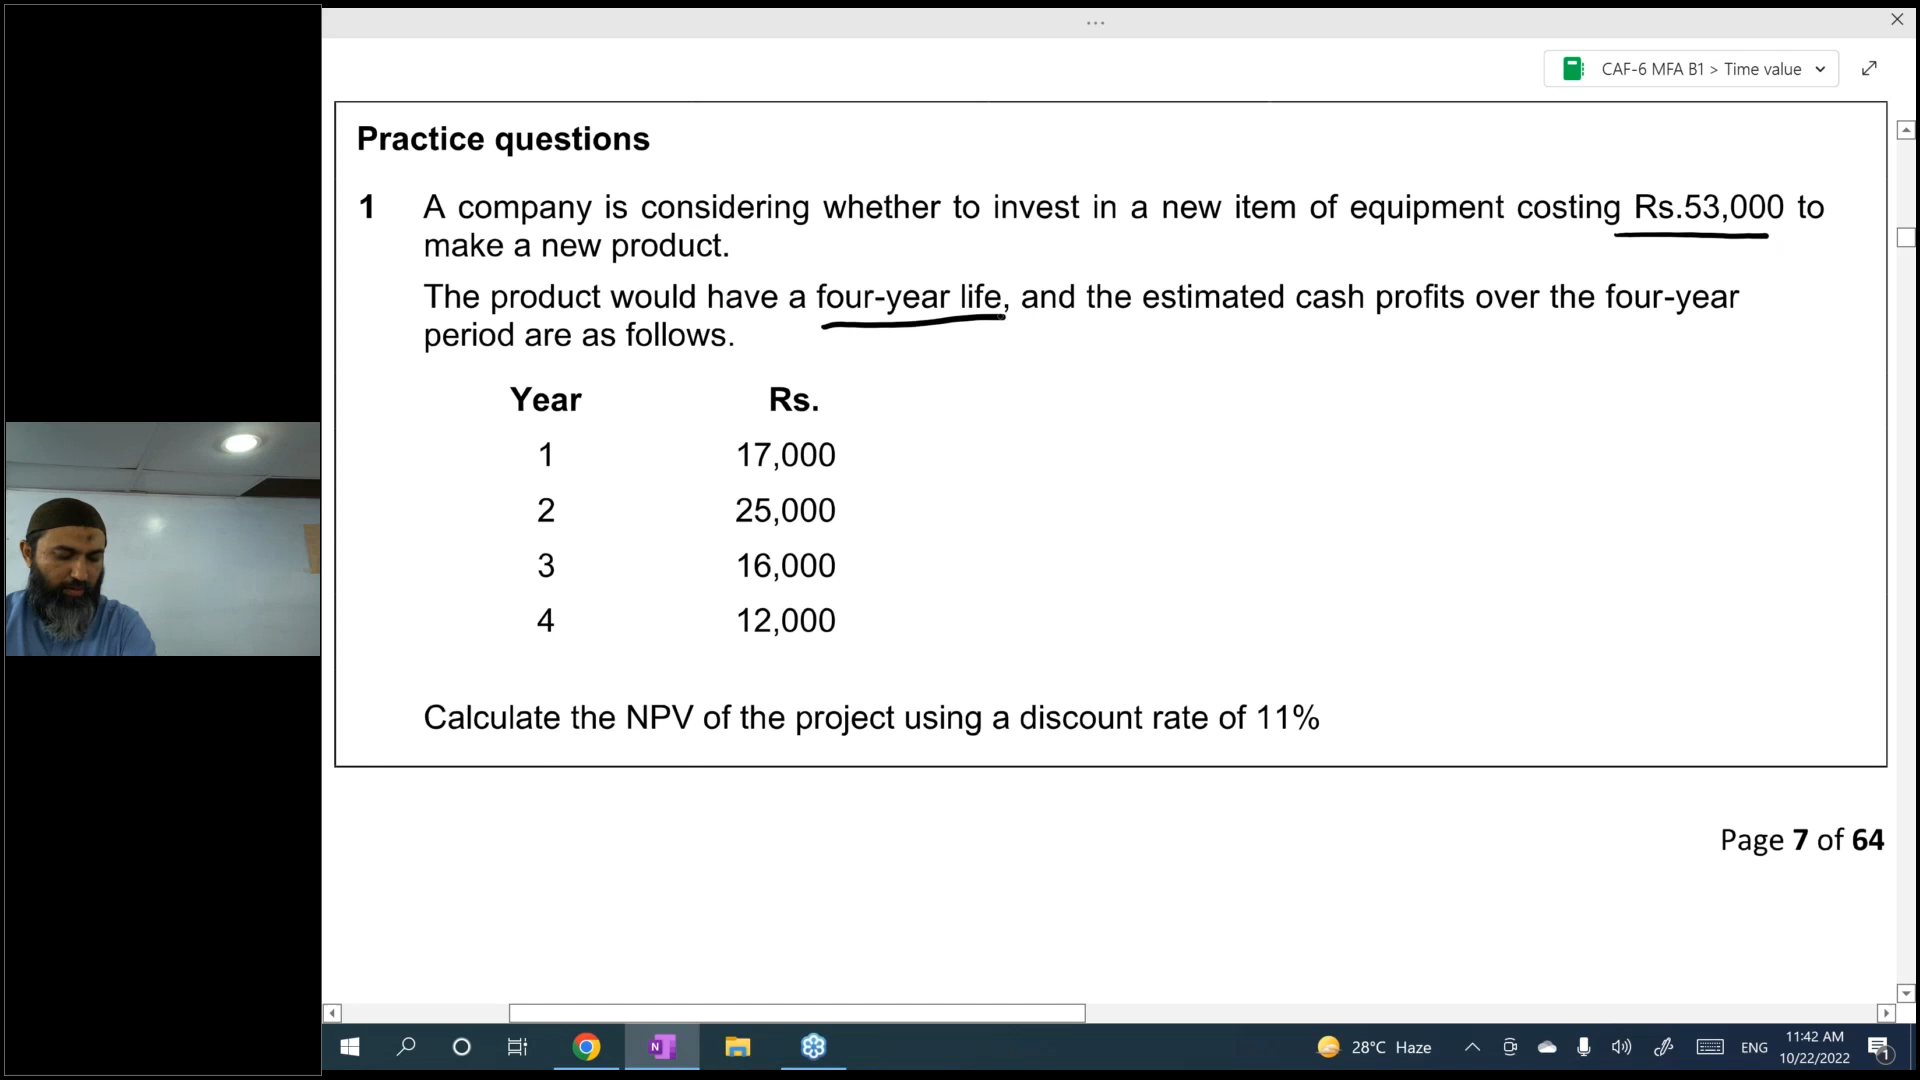 CAF-6 MFA B1 > Time value
Practice questions
1 A company is considering whether to invest in a new item of equipment costing Rs.53,000 to
make a new product.
The product would have a four-year life, and the estimated cash profits over the four-year
period are as follows.
Year Rs.
1 17,000
2 25,000
3 16,000
4 12,000
Calculate the NPV of the project using a discount rate of 11%
Page 7 of 64
28°C Haze
ENG
11:42 AM
10/22/2022
1